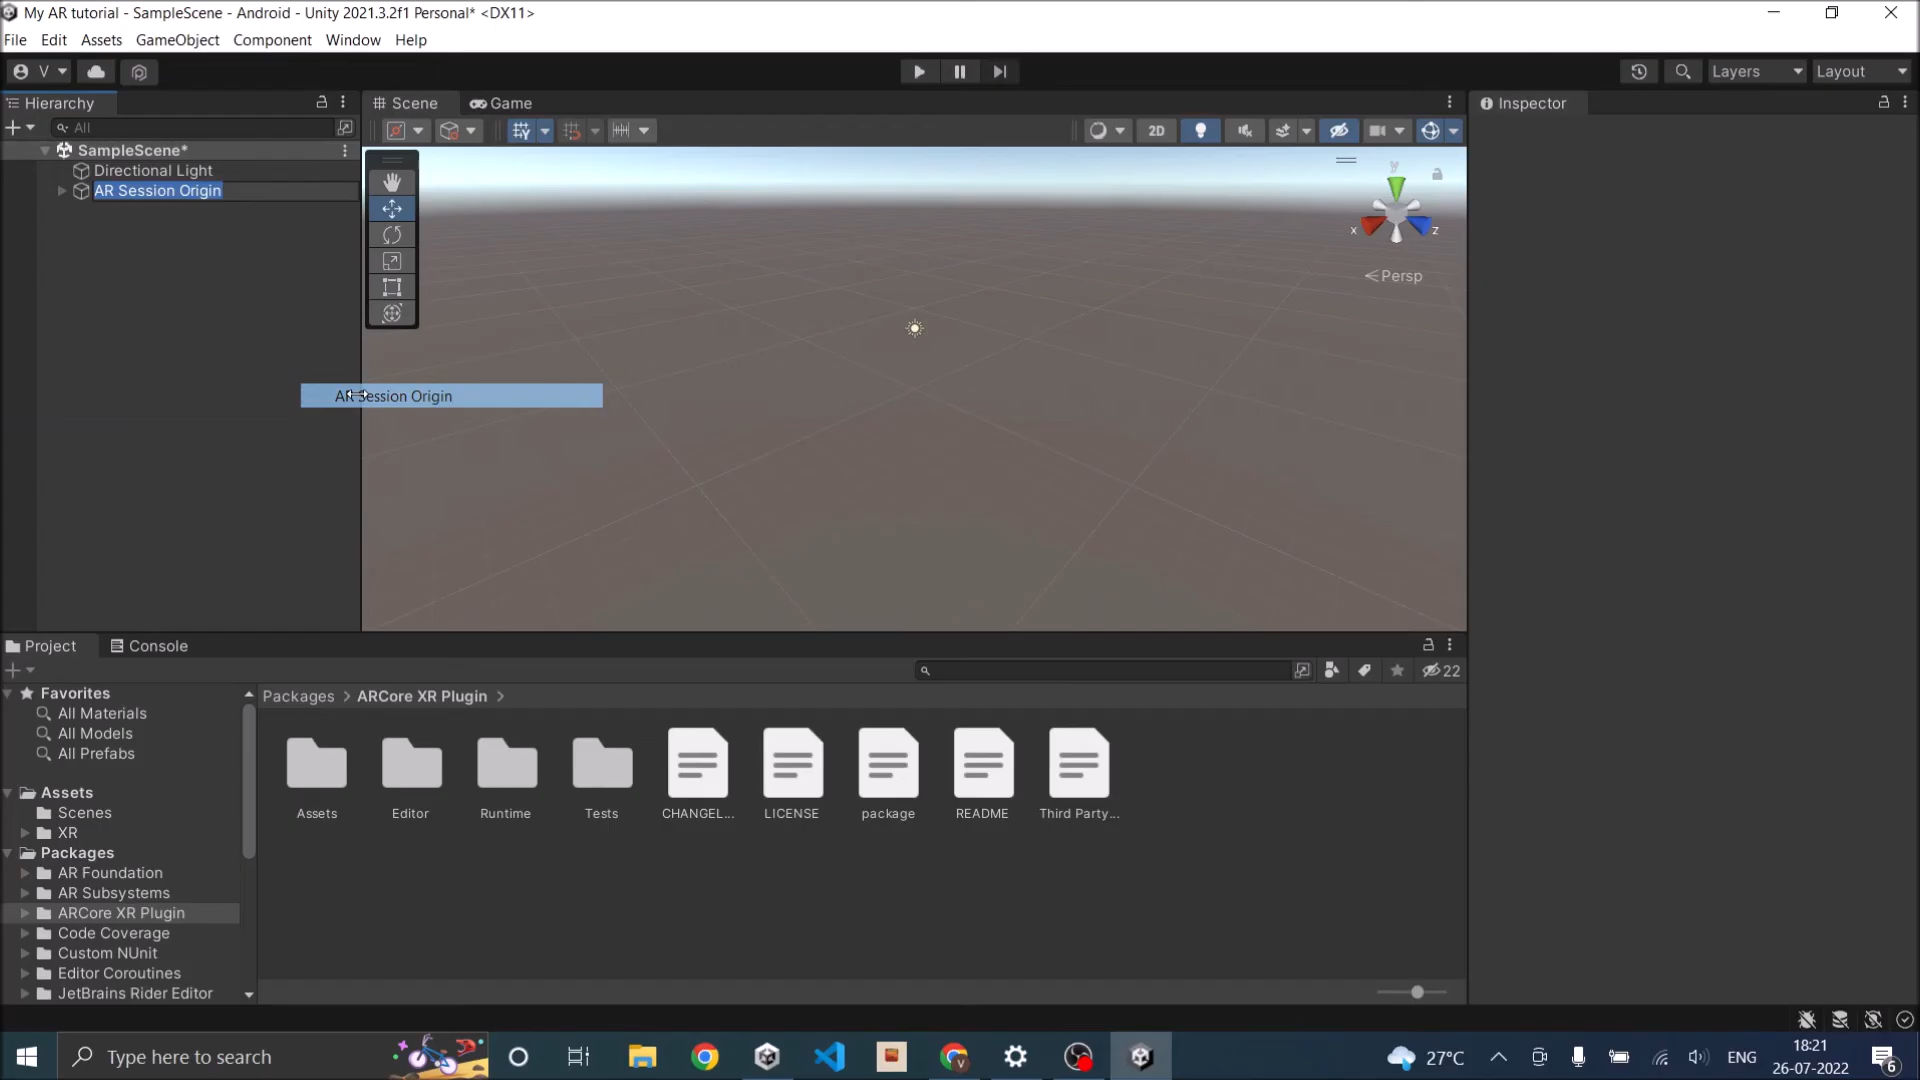 My AR tutorial - SampleScene - Android - Unity 2021.3.2f1 Personal* <DX11>
File Edit Assets GameObject Component Window Help
V Layers Layout
Hierarchy Scene Game Inspector
All 2D
SampleScene*
Directional Light
AR Session Origin
y
x z
Persp
AR Session Origin
Project Console
22
Favorites Packages > ARCore XR Plugin >
All Materials
All Models
All Prefabs
Assets
Scenes
XR
Assets Editor Runtime Tests CHANGEL... LICENSE package README Third Party...
Packages
AR Foundation
AR Subsystems
ARCore XR Plugin
Code Coverage
Custom NUnit
Editor Coroutines
JetBrains Rider Editor
Type here to search 27°C ENG 18:21
26-07-2022 6